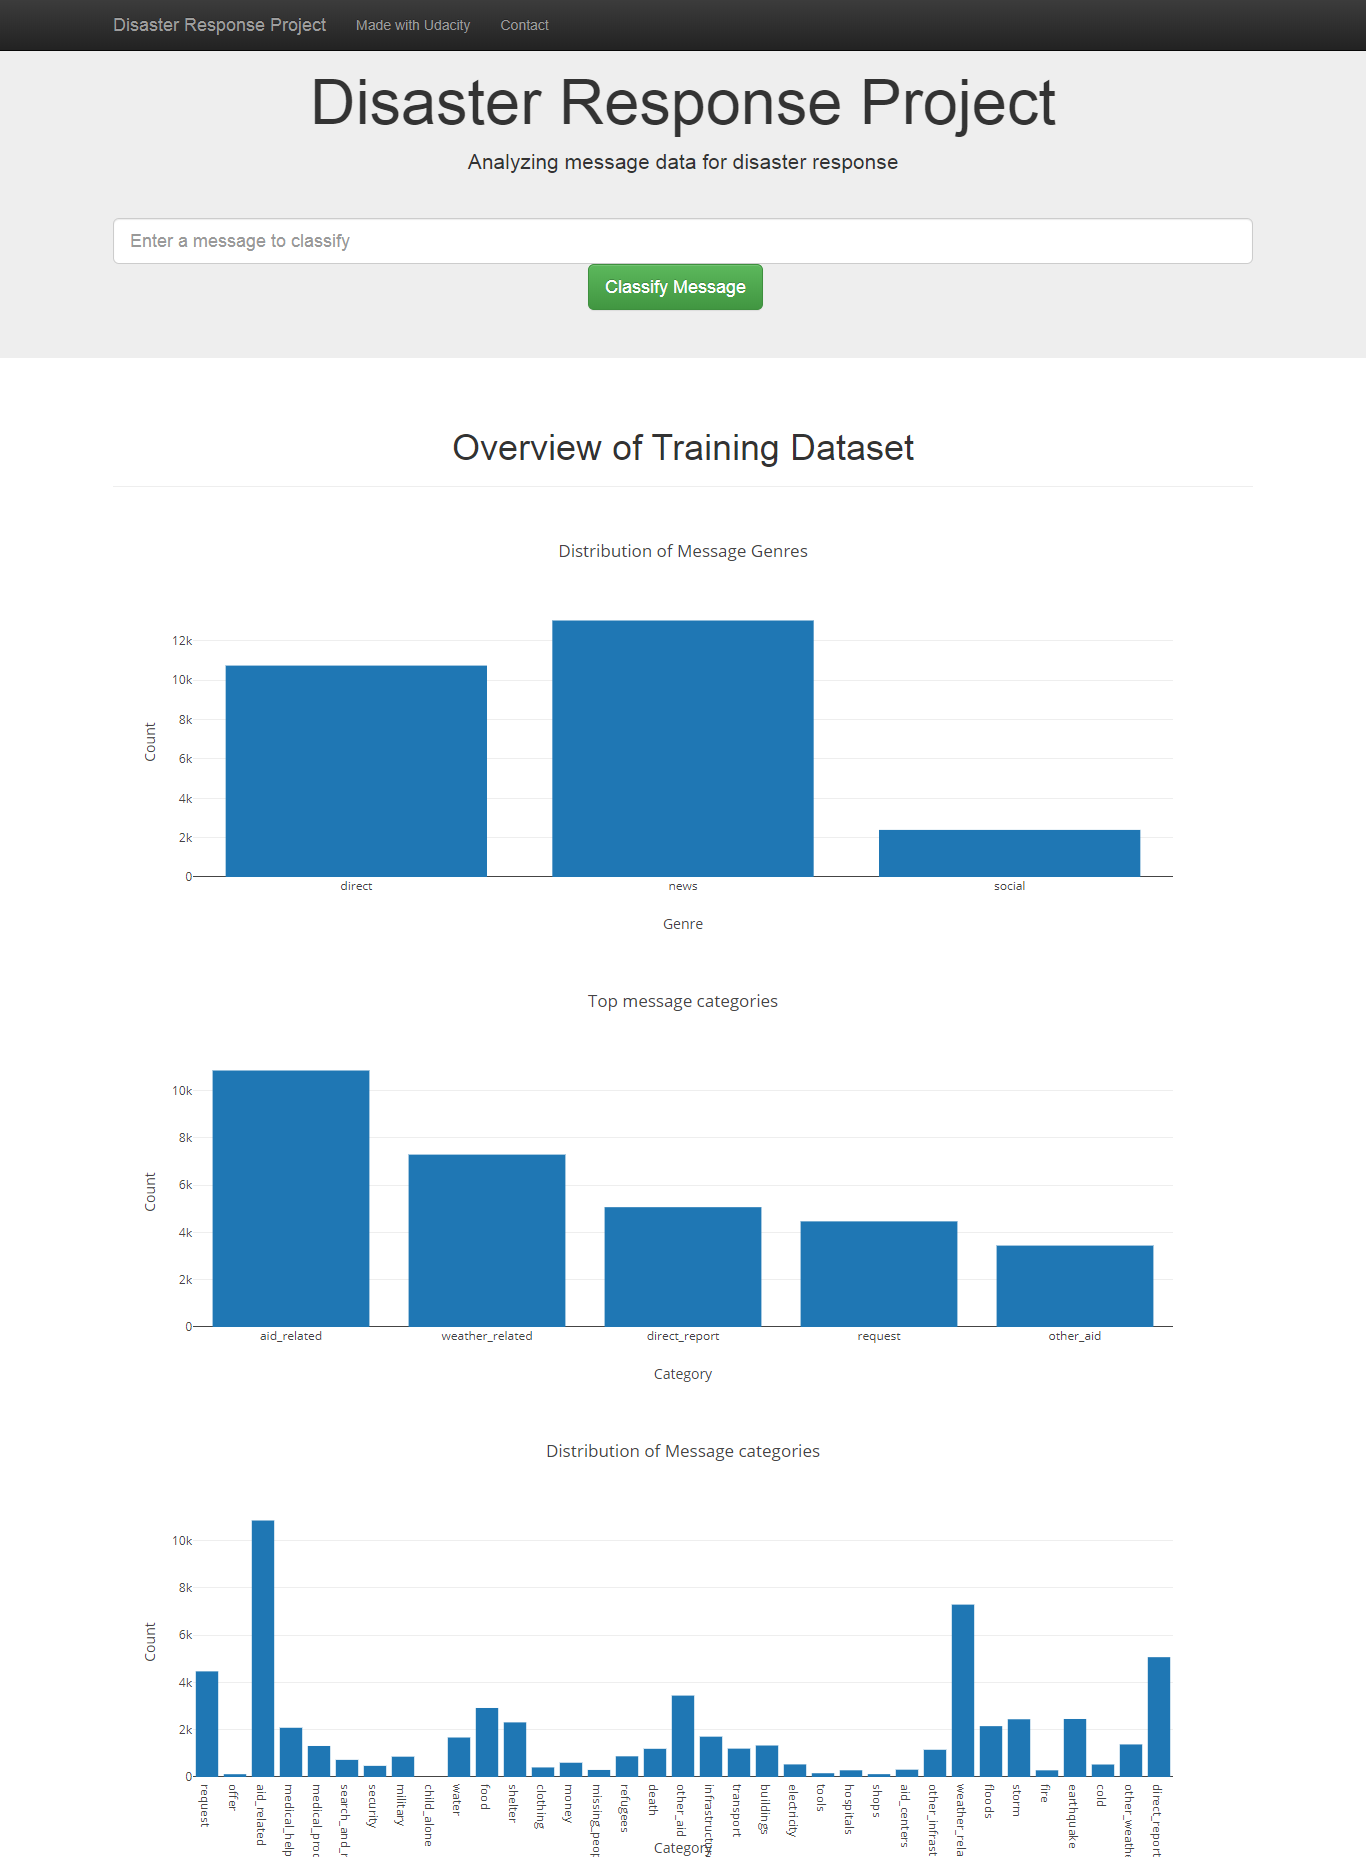 Disaster Response Project Made with Udacity Contact
Disaster Response Project
Analyzing message data for disaster response
Enter a message to classify
Classify Message
Overview of Training Dataset
Distribution of Message Genres
12k
10k
8k
6k
4k
2k
0
Count
direct news social
Genre
Top message categories
10k
8k
6k
4k
2k
0
Count
aid_related weather_related direct_report request other_aid
Category
Distribution of Message categories
10k
8k
6k
4k
2k
0
Count
request
offer
aid_related
medical_help
medical_prod
search_and_r
security
military
child_alone
water
food
shelter
clothing
money
missing_peop
refugees
death
other_aid
infrastructur
transport
buildings
electricity
tools
hospitals
shops
aid_centers
other_infrast
weather_rela
floods
storm
fire
earthquake
cold
other_weathe
direct_report
Category